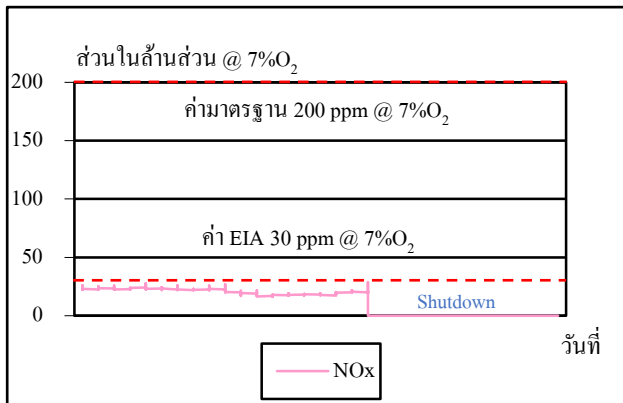 ส่วนในล้านส่วน @ 7%O₂
200
ค่ามาตรฐาน 200 ppm @ 7%O₂
150
100
ค่า EIA 30 ppm @ 7%O₂
50
Shutdown
0
วันที่
NOx